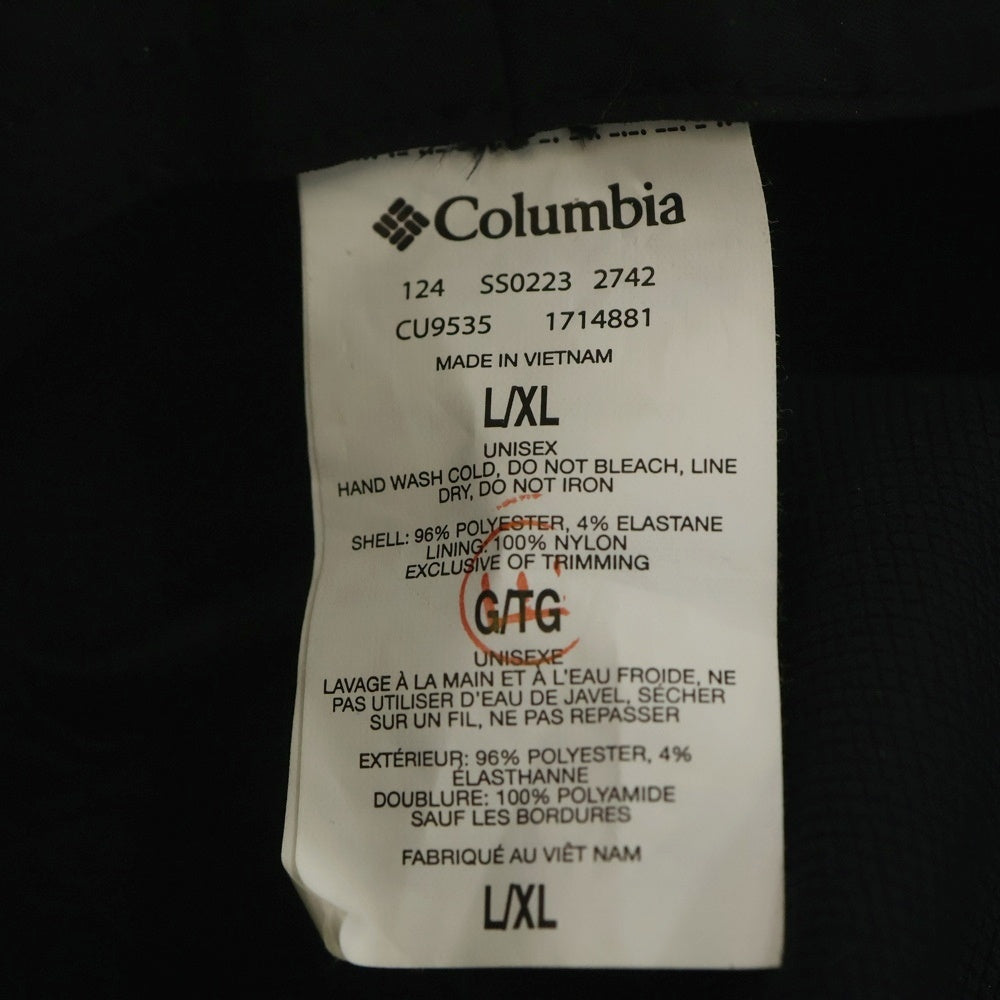 Columbia
124 SS0223 2742
CU9535 1714881
MADE IN VIETNAM
L/XL
UNISEX
HAND WASH COLD, DO NOT BLEACH, LINE
DRY, DO NOT IRON
SHELL: 96% POLYESTER, 4% ELASTANE
LINING: 100% NYLON
EXCLUSIVE OF TRIMMING
G/TG
UNISEXE
LAVAGE À LA MAIN ET À L'EAU FROIDE, NE
PAS UTILISER D'EAU DE JAVEL, SÉCHER
SUR UN FIL, NE PAS REPASSER
EXTÉRIEUR: 96% POLYESTER, 4%
ÉLASTHANNE
DOUBLURE: 100% POLYAMIDE
SAUF LES BORDURES
FABRIQUÉ AU VIÊT NAM
L/XL